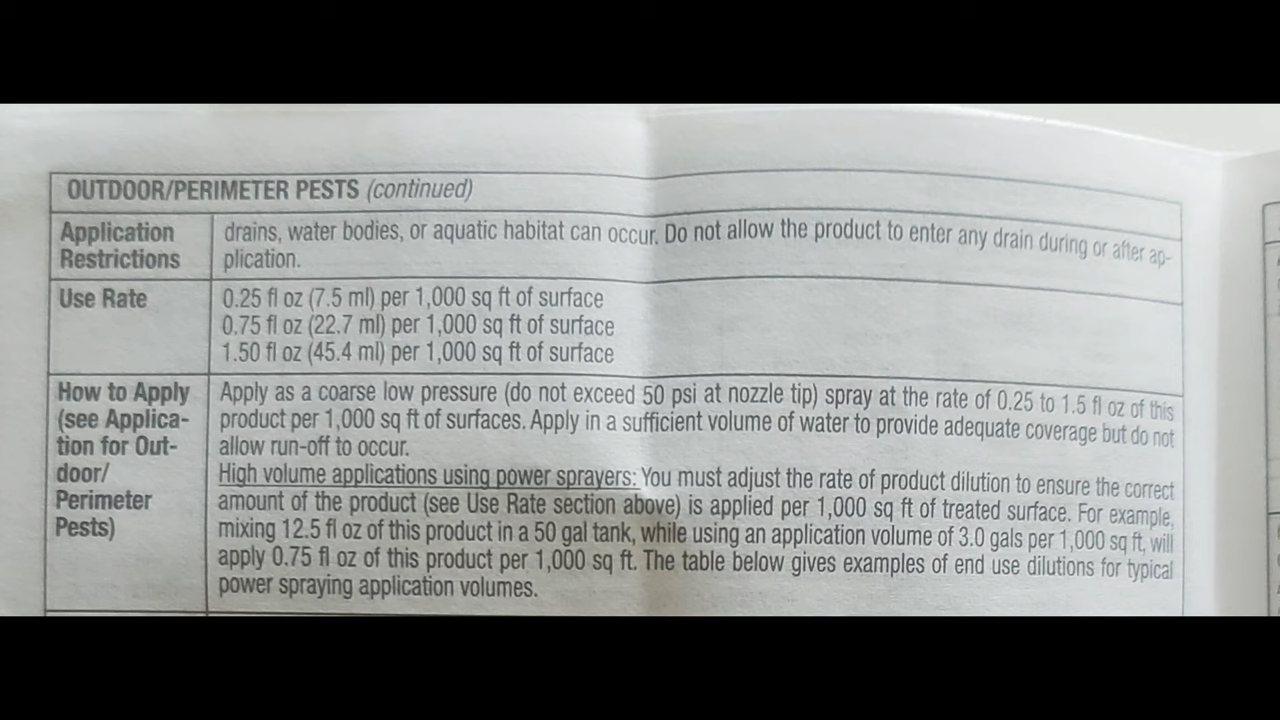 OUTDOOR/PERIMETER PESTS (continued)
Application Restrictions
drains, water bodies, or aquatic habitat can occur. Do not allow the product to enter any drain during or after ap-
plication.
Use Rate
0.25 fl oz (7.5 ml) per 1,000 sq ft of surface
0.75 fl oz (22.7 ml) per 1,000 sq ft of surface
1.50 fl oz (45.4 ml) per 1,000 sq ft of surface
How to Apply
(see Applica-
tion for Out-
door/
Perimeter
Pests)
Apply as a coarse low pressure (do not exceed 50 psi at nozzle tip) spray at the rate of 0.25 to 1.5 fl oz of this
product per 1,000 sq ft of surfaces. Apply in a sufficient volume of water to provide adequate coverage but do not
allow run-off to occur.
High volume applications using power sprayers: You must adjust the rate of product dilution to ensure the correct
amount of the product (see Use Rate section above) is applied per 1,000 sq ft of treated surface. For example,
mixing 12.5 fl oz of this product in a 50 gal tank, while using an application volume of 3.0 gals per 1,000 sq ft, will
apply 0.75 fl oz of this product per 1,000 sq ft. The table below gives examples of end use dilutions for typical
power spraying application volumes.